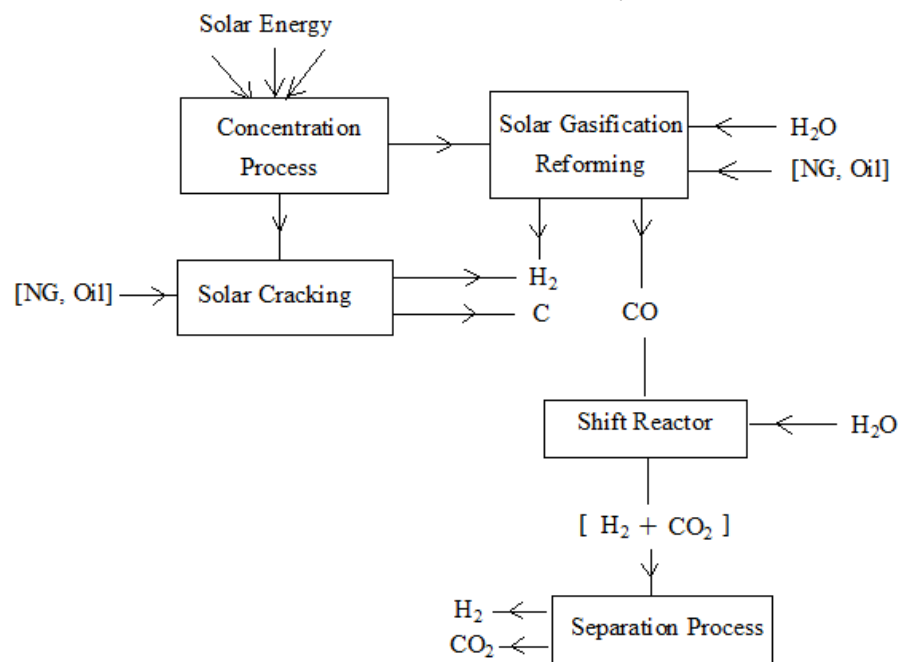 Solar Energy
Concentration
Process
Solar Gasification
Reforming
H₂O
[NG, Oil]
[NG, Oil]
Solar Cracking
H₂
C
CO
Shift Reactor
H₂O
[ H₂ + CO₂ ]
H₂
CO₂
Separation Process